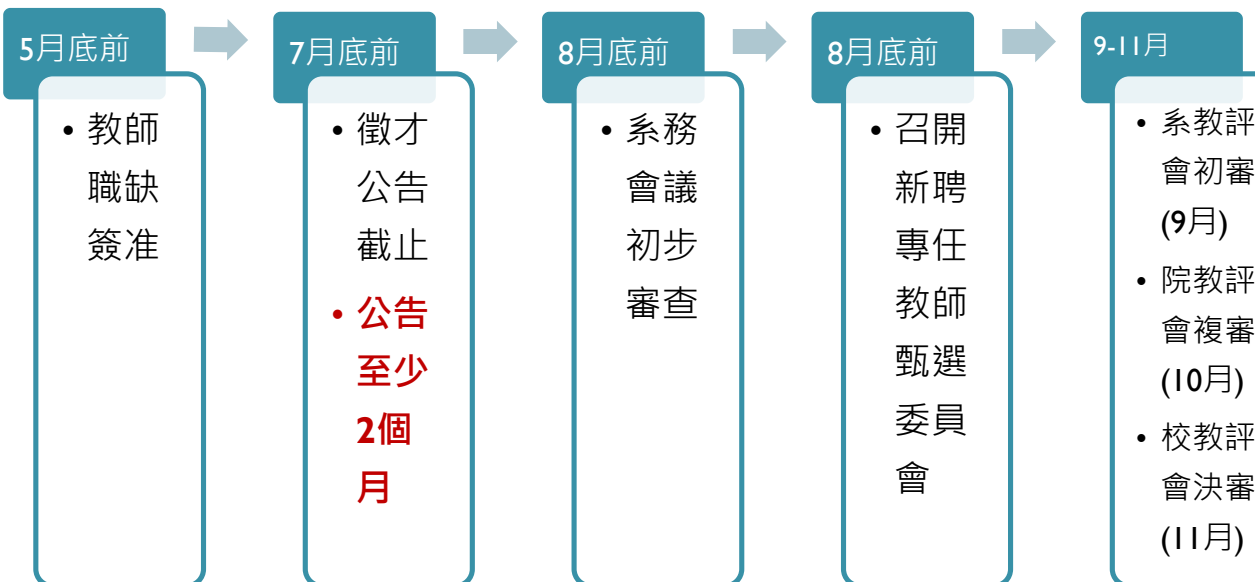 5月底前
• 教師
職缺
簽准
7月底前
• 徵才
公告
截止
• 公告
至少
2個
月
8月底前
• 系務
會議
初步
審查
8月底前
• 召開
新聘
專任
教師
甄選
委員
會
9-11月
• 系教評
會初審
(9月)
• 院教評
會複審
(10月)
• 校教評
會決審
(11月)